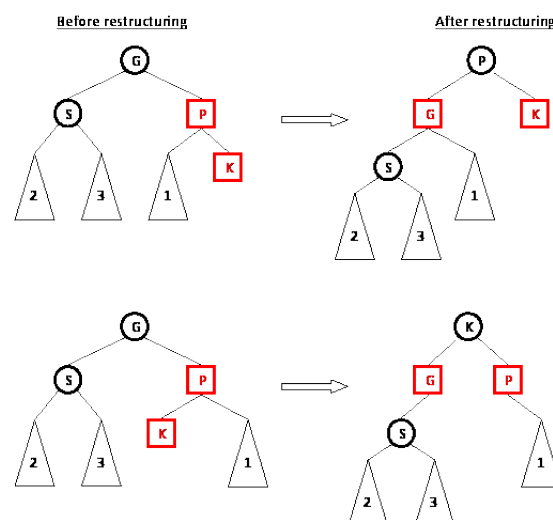 Before restructuring After restructuring
G P
S P G K
K S
2 3 1 1
2 3
G K
S P G P
K S
2 3 1 1
2 3